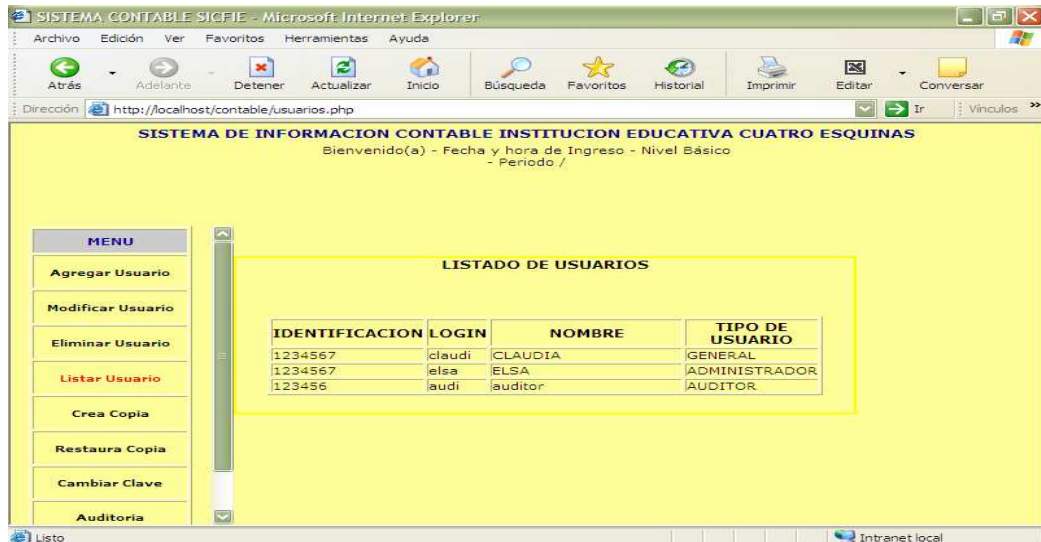 SISTEMA CONTABLE SICFIE - Microsoft Internet Explorer
Archivo Edición Ver Favoritos Herramientas Ayuda
Atrás Adelante Detener Actualizar Inicio Búsqueda Favoritos Historial Imprimir Editar Conversar
Dirección http://localhost/contable/usuarios.php Ir Vínculos »
SISTEMA DE INFORMACION CONTABLE INSTITUCION EDUCATIVA CUATRO ESQUINAS
Bienvenido(a) - Fecha y hora de Ingreso - Nivel Básico
- Periodo /
MENU
Agregar Usuario
Modificar Usuario
Eliminar Usuario
Listar Usuario
Crea Copia
Restaura Copia
Cambiar Clave
Auditoria
LISTADO DE USUARIOS
IDENTIFICACION LOGIN NOMBRE TIPO DE USUARIO
1234567 claudi CLAUDIA GENERAL
1234567 elsa ELSA ADMINISTRADOR
123456 audi auditor AUDITOR
Listo Intranet local